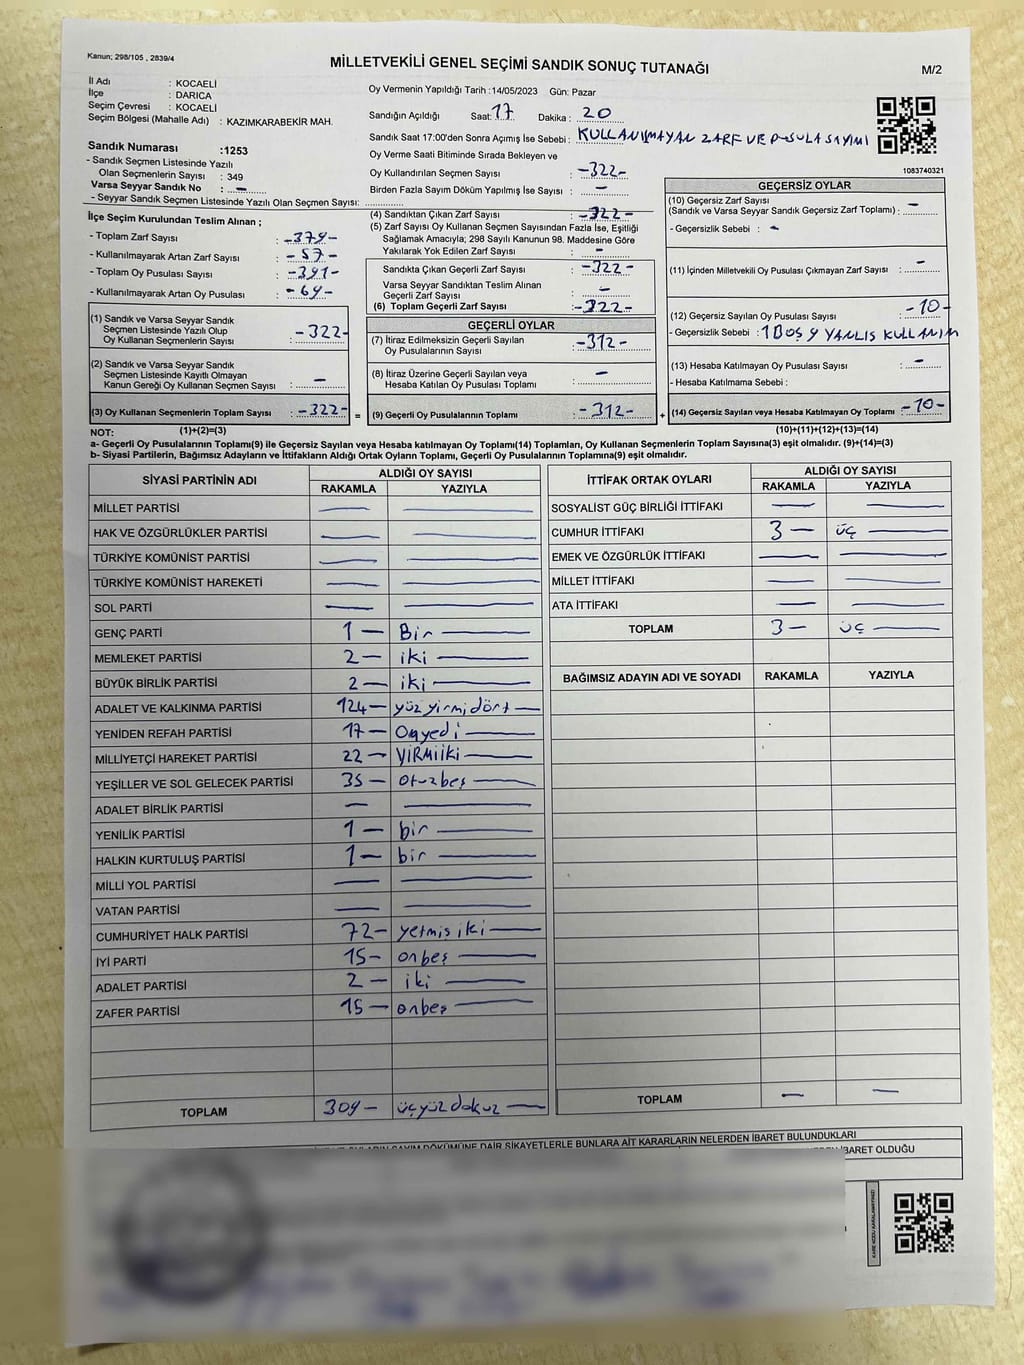 Kanun; 298/105 , 2839/4
MİLLETVEKİLİ GENEL SEÇİMİ SANDIK SONUÇ TUTANAĞI
M/2
İl Adı : KOCAELİ
İlçe : DARICA
Seçim Çevresi : KOCAELİ
Seçim Bölgesi (Mahalle Adı) : KAZIMKARABEKİR MAH.
Oy Vermenin Yapıldığı Tarih :14/05/2023 Gün: Pazar
Sandığın Açıldığı Saat: 17 Dakika : 20
Sandık Saat 17:00'den Sonra Açımış İse Sebebi : KULLANILMAYAN ZARF VE PUSULA SAYIMI
Sandık Numarası :1253
- Sandık Seçmen Listesinde Yazılı
Olan Seçmenlerin Sayısı : 349
Varsa Seyyar Sandık No : –
- Seyyar Sandık Seçmen Listesinde Yazılı Olan Seçmen Sayısı:
Oy Verme Saati Bitiminde Sırada Bekleyen ve
Oy Kullandırılan Seçmen Sayısı : -322-
Birden Fazla Sayım Döküm Yapılmış İse Sayısı : –
1083740321
İlçe Seçim Kurulundan Teslim Alınan ;
- Toplam Zarf Sayısı : -379-
- Kullanılmayarak Artan Zarf Sayısı : -57-
- Toplam Oy Pusulası Sayısı : -391-
- Kullanılmayarak Artan Oy Pusulası : -69-
(4) Sandıktan Çıkan Zarf Sayısı : -322-
(5) Zarf Sayısı Oy Kullanan Seçmen Sayısından Fazla İse, Eşitliği
Sağlamak Amacıyla; 298 Sayılı Kanunun 98. Maddesine Göre
Yakılarak Yok Edilen Zarf Sayısı : –
Sandıkta Çıkan Geçerli Zarf Sayısı : -322-
Varsa Seyyar Sandıktan Teslim Alınan
Geçerli Zarf Sayısı : –
(6) Toplam Geçerli Zarf Sayısı : -322-
GEÇERSİZ OYLAR
(10) Geçersiz Zarf Sayısı
(Sandık ve Varsa Seyyar Sandık Geçersiz Zarf Toplamı) : –
- Geçersizlik Sebebi : –
(11) İçinden Milletvekili Oy Pusulası Çıkmayan Zarf Sayısı : –
(12) Geçersiz Sayılan Oy Pusulası Sayısı : -10-
- Geçersizlik Sebebi : 1 BOŞ 9 YANLIS KULLANIM
(13) Hesaba Katılmayan Oy Pusulası Sayısı : –
- Hesaba Katılmama Sebebi :
(14) Geçersiz Sayılan veya Hesaba Katılmayan Oy Toplamı : -10-
(10)+(11)+(12)+(13)=(14)
(1) Sandık ve Varsa Seyyar Sandık
Seçmen Listesinde Yazılı Olup
Oy Kullanan Seçmenlerin Sayısı : -322-
(2) Sandık ve Varsa Seyyar Sandık
Seçmen Listesinde Kayıtlı Olmayan
Kanun Gereği Oy Kullanan Seçmen Sayısı : –
(3) Oy Kullanan Seçmenlerin Toplam Sayısı : -322-
(1)+(2)=(3)
GEÇERLİ OYLAR
(7) İtiraz Edilmeksizin Geçerli Sayılan
Oy Pusulalarının Sayısı : -312-
(8) İtiraz Üzerine Geçerli Sayılan veya
Hesaba Katılan Oy Pusulası Toplamı : –
= (9) Geçerli Oy Pusulalarının Toplamı : -312- +
NOT:
a- Geçerli Oy Pusulalarının Toplamı(9) ile Geçersiz Sayılan veya Hesaba katılmayan Oy Toplamı(14) Toplamları, Oy Kullanan Seçmenlerin Toplam Sayısına(3) eşit olmalıdır. (9)+(14)=(3)
b- Siyasi Partilerin, Bağımsız Adayların ve İttifakların Aldığı Ortak Oyların Toplamı, Geçerli Oy Pusulalarının Toplamına(9) eşit olmalıdır.
SİYASİ PARTİNİN ADI ALDIĞI OY SAYISI
RAKAMLA YAZIYLA
MİLLET PARTİSİ — —
HAK VE ÖZGÜRLÜKLER PARTİSİ — —
TÜRKİYE KOMÜNİST PARTİSİ — —
TÜRKİYE KOMÜNİST HAREKETİ — —
SOL PARTİ — —
GENÇ PARTİ 1 — Bir —
MEMLEKET PARTİSİ 2 — iki —
BÜYÜK BİRLİK PARTİSİ 2 — iki —
ADALET VE KALKINMA PARTİSİ 124 — yüz yirmi dört —
YENİDEN REFAH PARTİSİ 17 — Onyedi —
MİLLİYETÇİ HAREKET PARTİSİ 22 — YİRMİİKİ —
YEŞİLLER VE SOL GELECEK PARTİSİ 35 — otuzbeş —
ADALET BİRLİK PARTİSİ — —
YENİLİK PARTİSİ 1 — bir —
HALKIN KURTULUŞ PARTİSİ 1 — bir —
MİLLİ YOL PARTİSİ — —
VATAN PARTİSİ — —
CUMHURİYET HALK PARTİSİ 72 — yetmiş iki —
İYİ PARTİ 15 — onbeş —
ADALET PARTİSİ 2 — iki —
ZAFER PARTİSİ 15 — onbeş —
TOPLAM 309 — üçyüz dokuz —
İTTİFAK ORTAK OYLARI ALDIĞI OY SAYISI
RAKAMLA YAZIYLA
SOSYALİST GÜÇ BİRLİĞİ İTTİFAKI — —
CUMHUR İTTİFAKI 3 — üç —
EMEK VE ÖZGÜRLÜK İTTİFAKI — —
MİLLET İTTİFAKI — —
ATA İTTİFAKI — —
TOPLAM 3 — üç —
BAĞIMSIZ ADAYIN ADI VE SOYADI RAKAMLA YAZIYLA
TOPLAM — —
SAYIM DÖKÜMÜNE DAİR ŞİKAYETLERLE BUNLARA AİT KARARLARIN NELERDEN İBARET BULUNDUKLARI
İBARET OLDUĞU